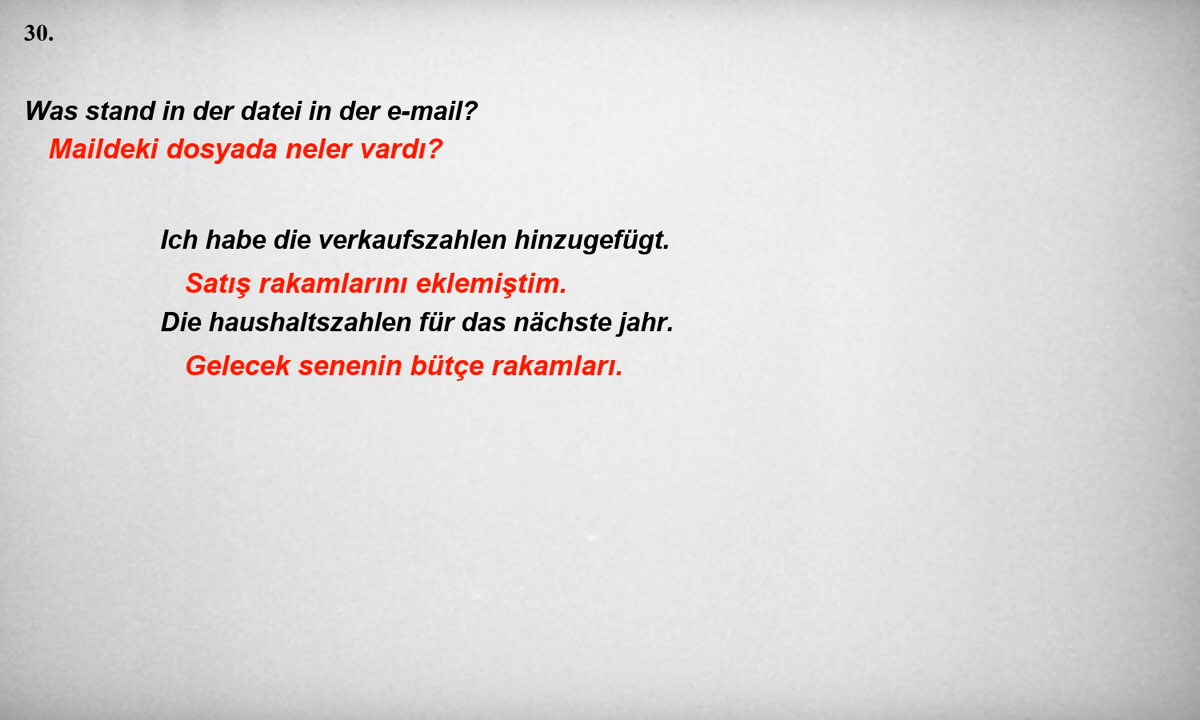 30.
Was stand in der datei in der e-mail?
Maildeki dosyada neler vardı?
Ich habe die verkaufszahlen hinzugefügt.
Satış rakamlarını eklemiştim.
Die haushaltszahlen für das nächste jahr.
Gelecek senenin bütçe rakamları.